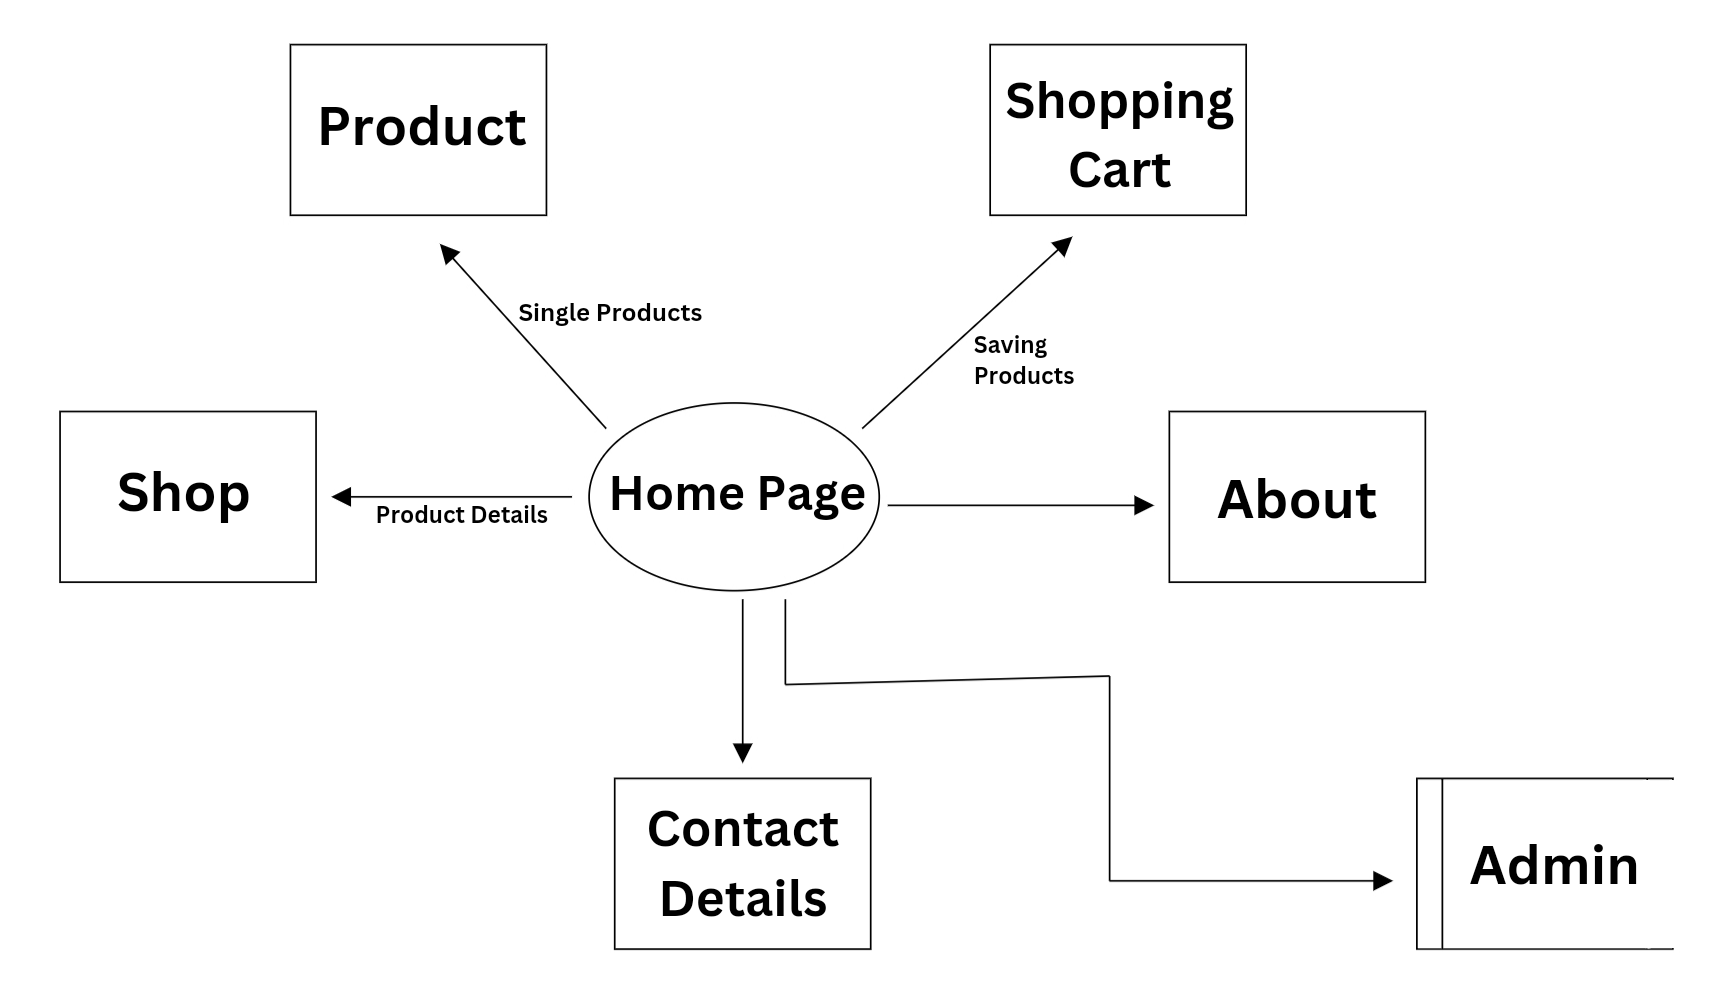 Product
Shopping
Cart
Single Products
Saving
Products
Shop
Product Details
Home Page
About
Contact
Details
Admin